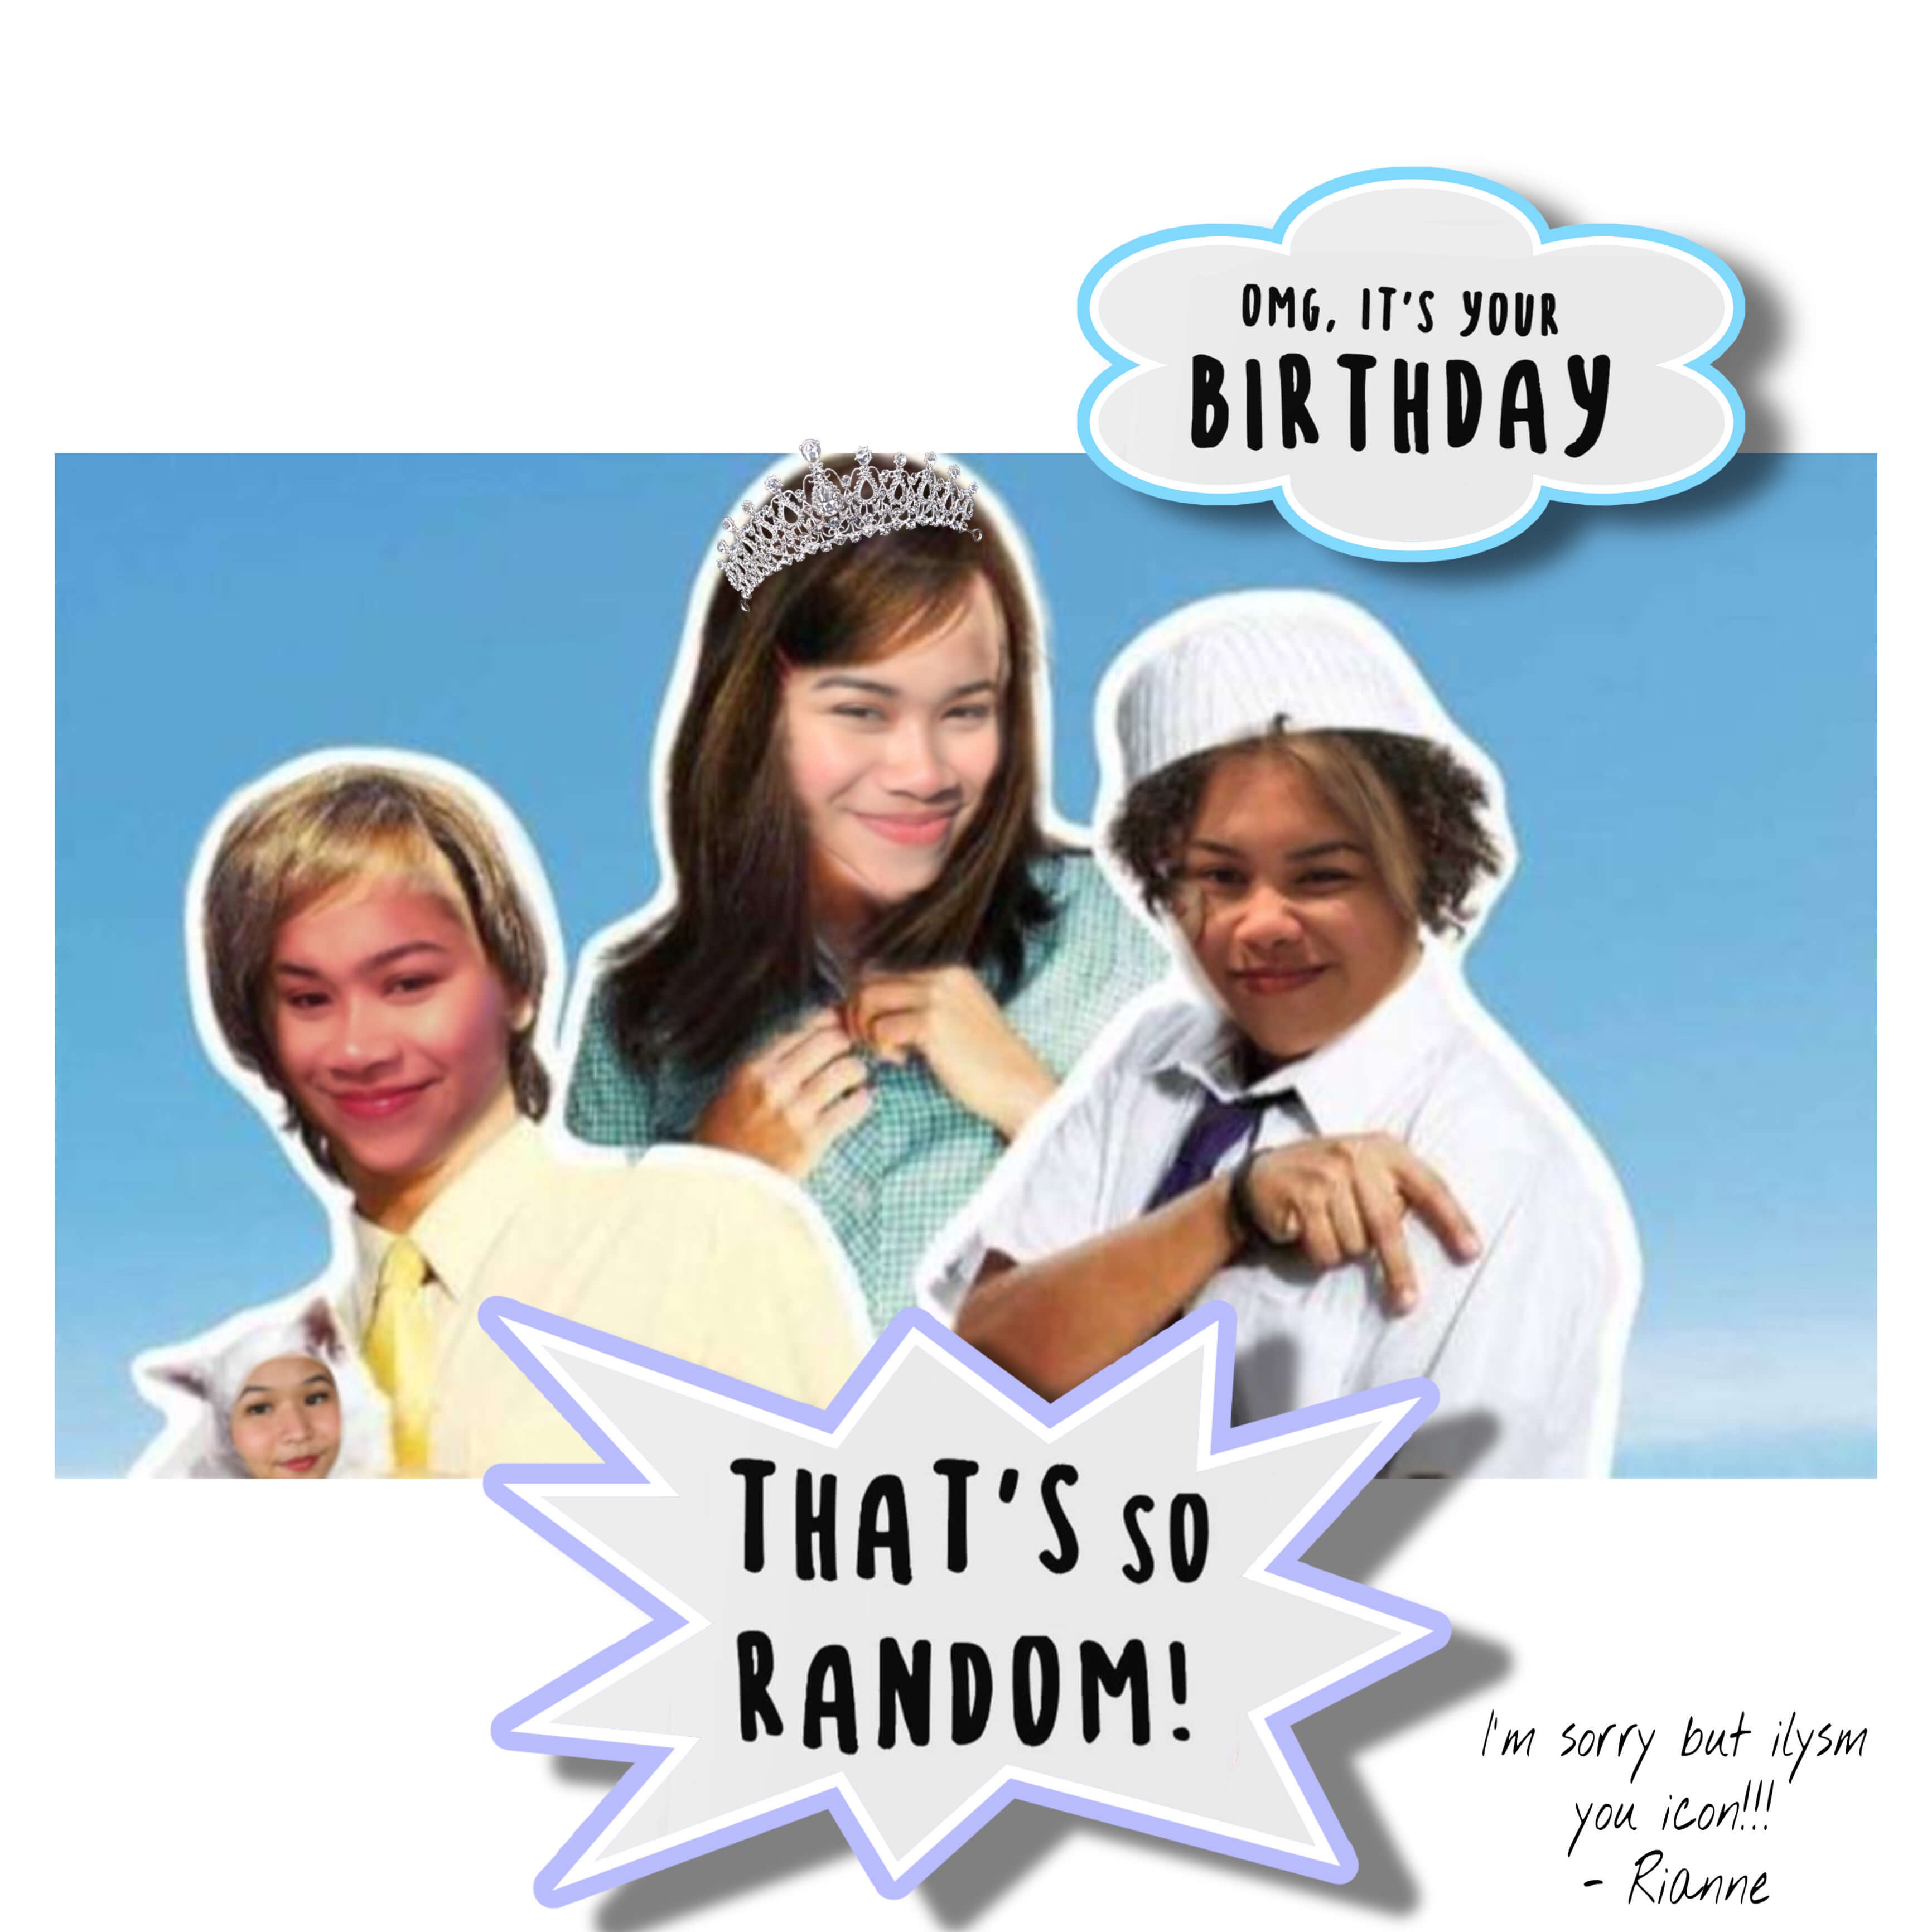 OMG, IT'S YOUR
BIRTHDAY
THAT'S SO
RANDOM!
I'm sorry but ilysm
you icon!!!
- Rianne